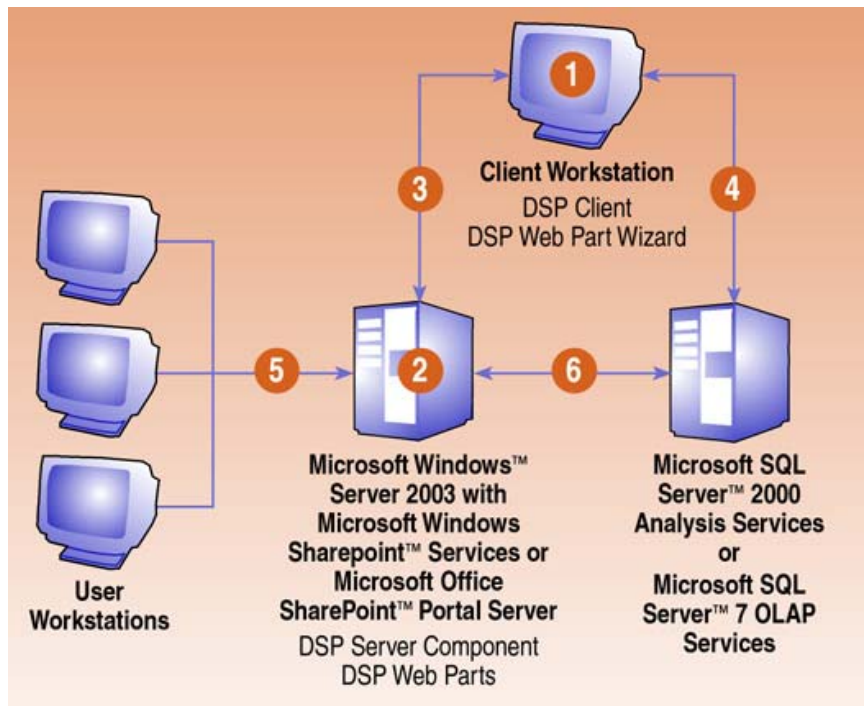 1
Client Workstation
DSP Client
DSP Web Part Wizard
3
4
5
2
6
User
Workstations
Microsoft Windows™
Server 2003 with
Microsoft Windows
Sharepoint™ Services or
Microsoft Office
SharePoint™ Portal Server
DSP Server Component
DSP Web Parts
Microsoft SQL
Server™ 2000
Analysis Services
or
Microsoft SQL
Server™ 7 OLAP
Services